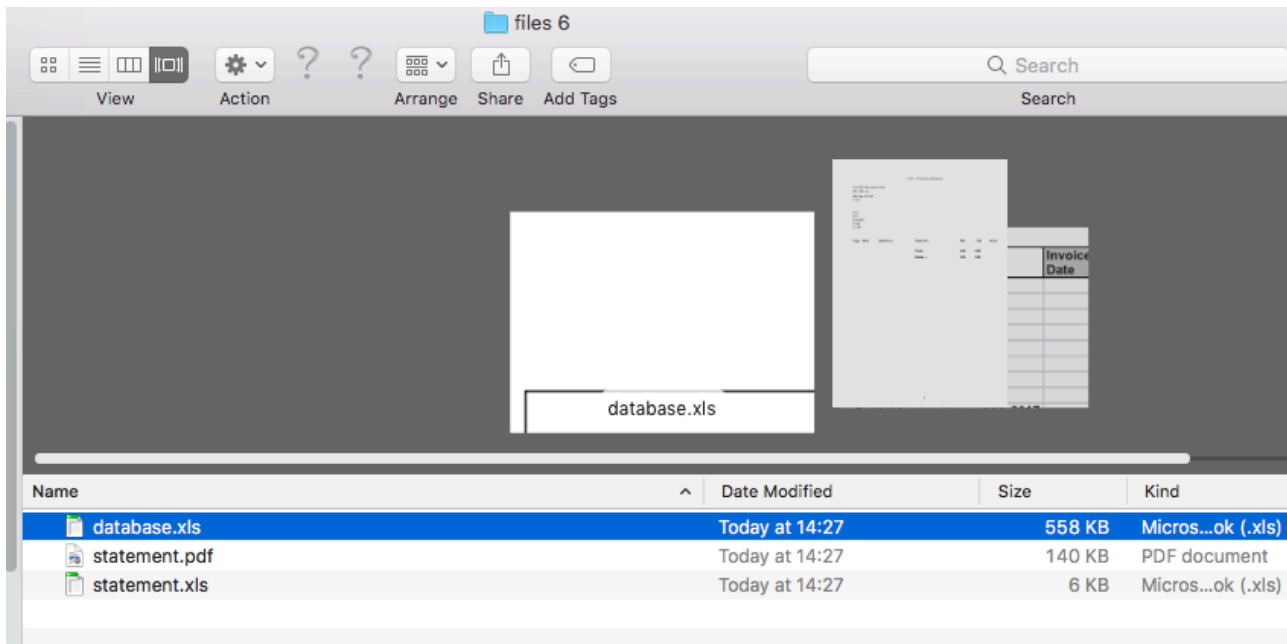 files 6
Search
View Action Arrange Share Add Tags Search
Invoice
Date
database.xls
Name Date Modified Size Kind
database.xls Today at 14:27 558 KB Micros...ok (.xls)
statement.pdf Today at 14:27 140 KB PDF document
statement.xls Today at 14:27 6 KB Micros...ok (.xls)